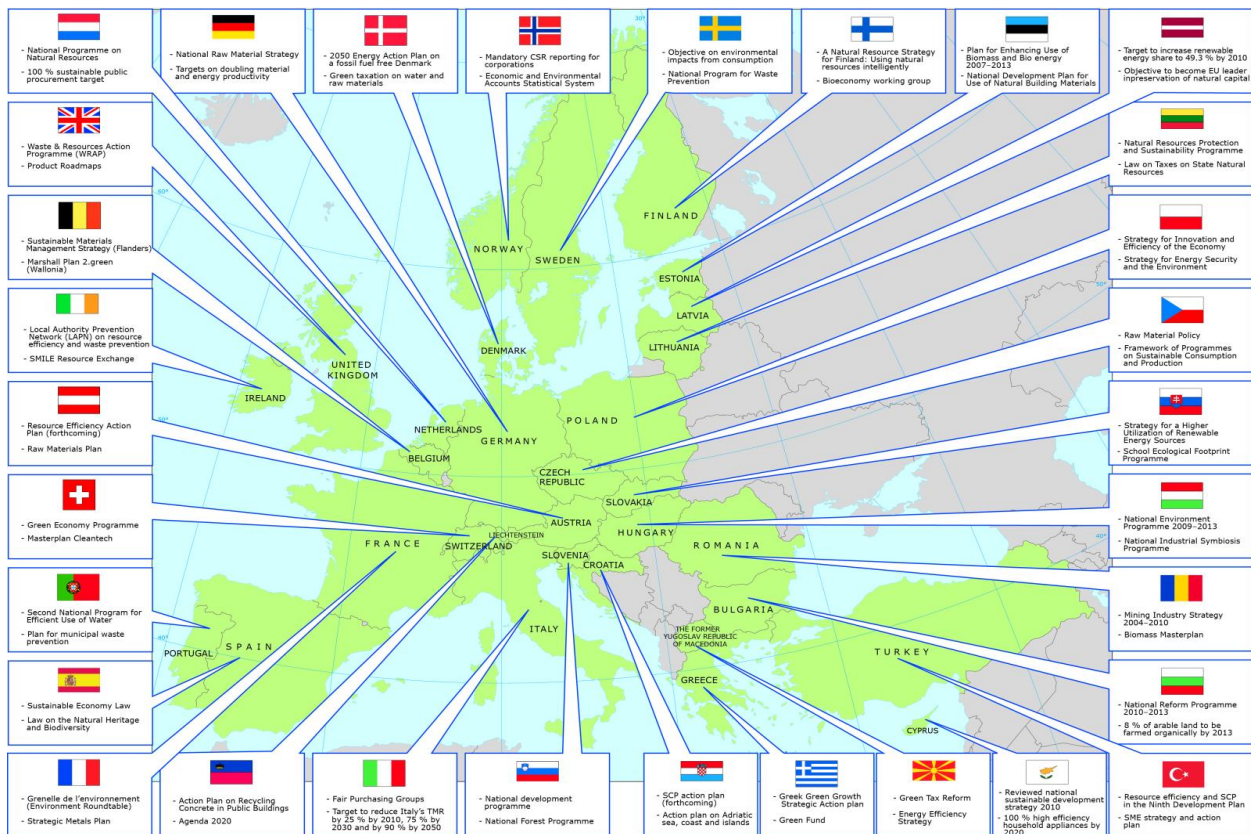 - National Programme on
Natural Resources
- 100 % sustainable public
procurement target
- National Raw Material Strategy
- Targets on doubling material
and energy productivity
- 2050 Energy Action Plan on
a fossil fuel free Denmark
- Green taxation on water and
raw materials
- Mandatory CSR reporting for
corporations
- Economic and Environmental
Accounts Statistical System
- Objective on environmental
impacts from consumption
- National Program for Waste
Prevention
- A Natural Resource Strategy
for Finland: Using natural
resources intelligently
- Bioeconomy working group
- Plan for Enhancing Use of
Biomass and Bio energy
2007–2013
- National Development Plan for
Use of Natural Building Materials
- Target to increase renewable
energy share to 49.3 % by 2010
- Objective to become EU leader
inpreservation of natural capital
- Waste & Resources Action
Programme (WRAP)
- Product Roadmaps
- Natural Resources Protection
and Sustainability Programme
- Law on Taxes on State Natural
Resources
- Sustainable Materials
Management Strategy (Flanders)
- Marshall Plan 2.green
(Wallonia)
- Strategy for Innovation and
Efficiency of the Economy
- Strategy for Energy Security
and the Environment
- Local Authority Prevention
Network (LAPN) on resource
efficiency and waste prevention
- SMILE Resource Exchange
- Raw Material Policy
- Framework of Programmes
on Sustainable Consumption
and Production
- Resource Efficiency Action
Plan (forthcoming)
- Raw Materials Plan
- Strategy for a Higher
Utilization of Renewable
Energy Sources
- School Ecological Footprint
Programme
- Green Economy Programme
- Masterplan Cleantech
- National Environment
Programme 2009–2013
- National Industrial Symbiosis
Programme
- Second National Program for
Efficient Use of Water
- Plan for municipal waste
prevention
- Mining Industry Strategy
2004–2010
- Biomass Masterplan
- Sustainable Economy Law
- Law on the Natural Heritage
and Biodiversity
- National Reform Programme
2010–2013
- 8 % of arable land to be
farmed organically by 2013
- Grenelle de l'environnement
(Environment Roundtable)
- Strategic Metals Plan
- Action Plan on Recycling
Concrete in Public Buildings
- Agenda 2020
- Fair Purchasing Groups
- Target to reduce Italy's TMR
by 25 % by 2010, 75 % by
2030 and by 90 % by 2050
- National development
programme
- National Forest Programme
- SCP action plan
(forthcoming)
- Action plan on Adriatic
sea, coast and islands
- Greek Green Growth
Strategic Action plan
- Green Fund
- Green Tax Reform
- Energy Efficiency
Strategy
- Reviewed national
sustainable development
strategy 2010
- 100 % high efficiency
household appliances by
2020
- Resource efficiency and SCP
in the Ninth Development Plan
- SME strategy and action
plan
FINLAND
NORWAY
SWEDEN
ESTONIA
LATVIA
LITHUANIA
DENMARK
UNITED
KINGDOM
IRELAND
NETHERLANDS
GERMANY
POLAND
BELGIUM
CZECH
REPUBLIC
SLOVAKIA
AUSTRIA
LIECHTENSTEIN
SWITZERLAND
FRANCE
HUNGARY
SLOVENIA
CROATIA
ROMANIA
BULGARIA
THE FORMER
YUGOSLAV REPUBLIC
OF MACEDONIA
ITALY
PORTUGAL
SPAIN
GREECE
TURKEY
CYPRUS
30°
60°
50°
50°
40°
40°